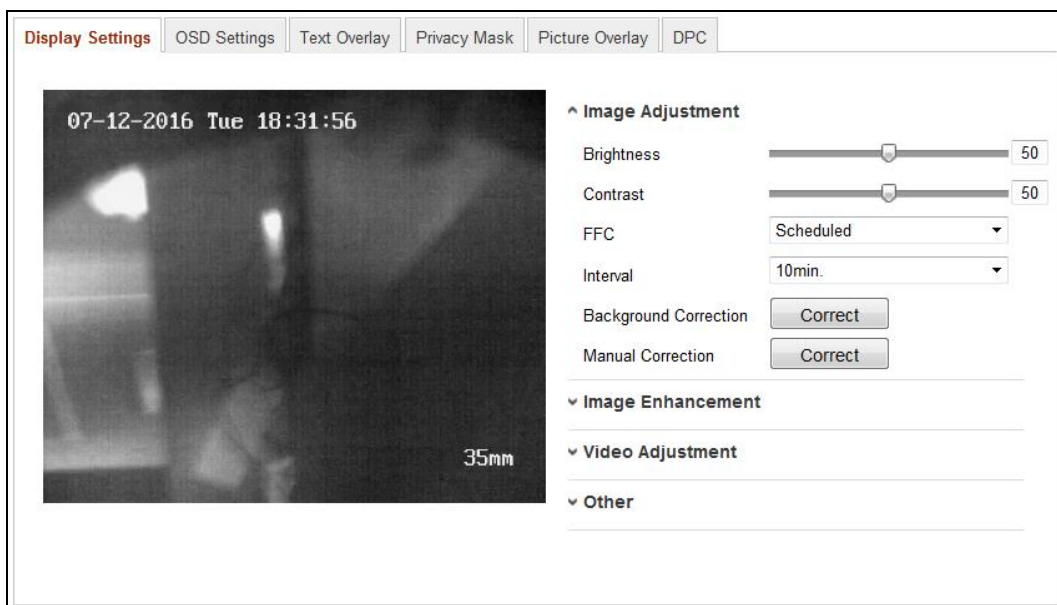 Display Settings OSD Settings Text Overlay Privacy Mask Picture Overlay DPC
07-12-2016 Tue 18:31:56
35mm
Image Adjustment
Brightness 50
Contrast 50
FFC Scheduled
Interval 10min.
Background Correction Correct
Manual Correction Correct
Image Enhancement
Video Adjustment
Other